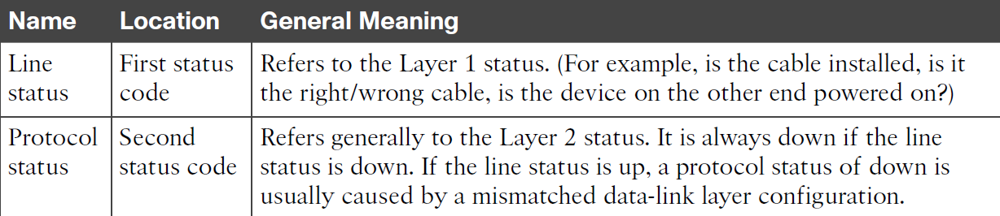 Name Location General Meaning
Line First status Refers to the Layer 1 status. (For example, is the cable installed, is it
status code the right/wrong cable, is the device on the other end powered on?)
Protocol Second Refers generally to the Layer 2 status. It is always down if the line
status status code status is down. If the line status is up, a protocol status of down is
usually caused by a mismatched data-link layer configuration.